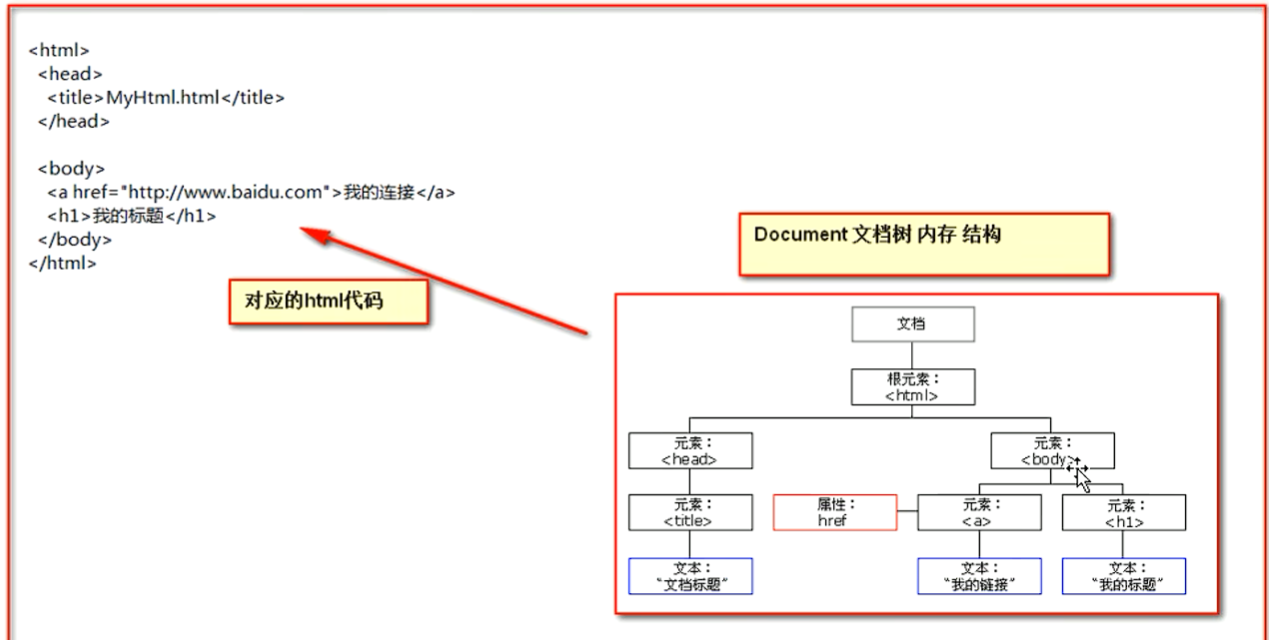 <html>
<head>
<title>MyHtml.html</title>
</head>
<body>
<a href="http://www.baidu.com">我的连接</a>
<h1>我的标题</h1>
</body>
</html>
对应的html代码
Document 文档树 内存 结构
文档
根元素：
<html>
元素：
<head>
元素：
<body>
元素：
<title>
属性：
href
元素：
<a>
元素：
<h1>
文本：
“文档标题”
文本：
“我的链接”
文本：
“我的标题”